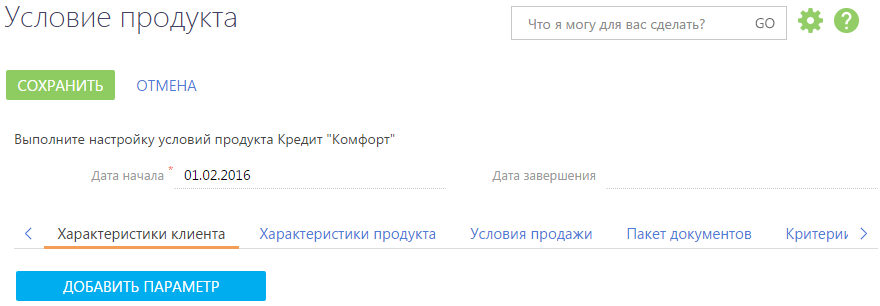 Условие продукта
Что я могу для вас сделать? GO
СОХРАНИТЬ ОТМЕНА
Выполните настройку условий продукта Кредит "Комфорт"
Дата начала * 01.02.2016 Дата завершения
Характеристики клиента Характеристики продукта Условия продажи Пакет документов Критерии
ДОБАВИТЬ ПАРАМЕТР